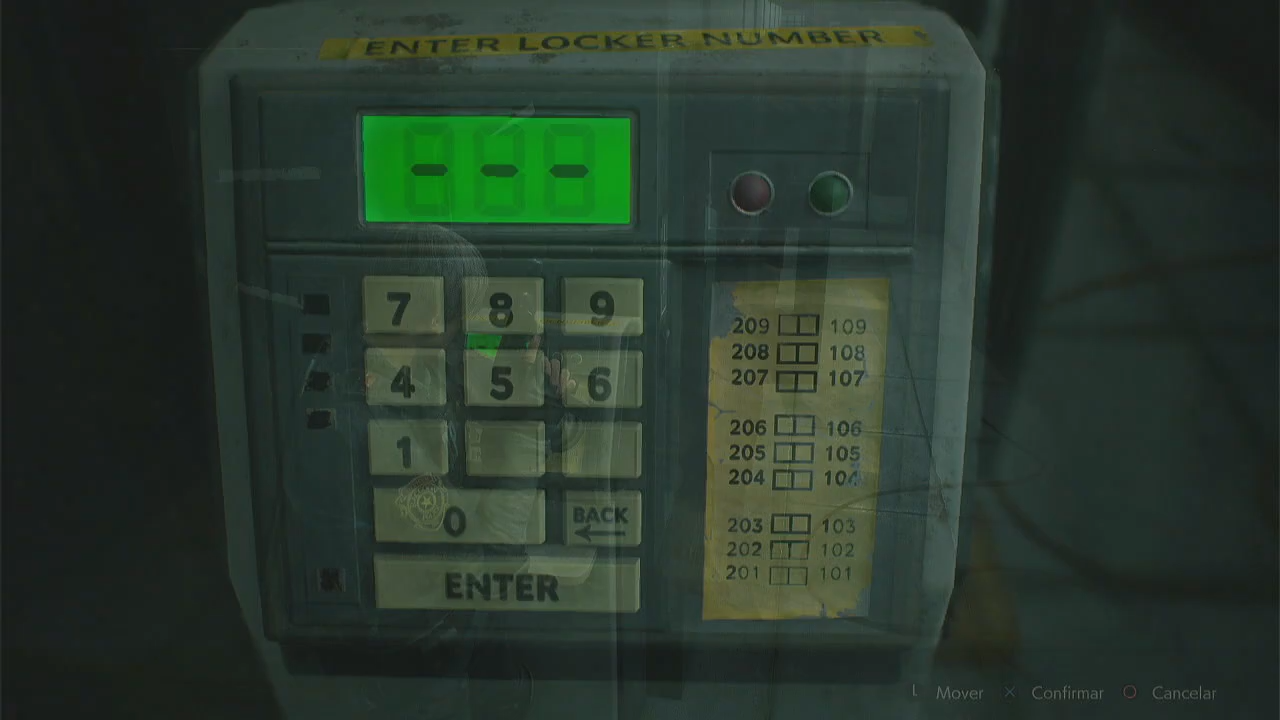 ENTER LOCKER NUMBER
- - -
7 8 9
4 5 6
1
0 BACK
ENTER
209 109
208 108
207 107
206 106
205 105
204 104
203 103
202 102
201 101
L Mover X Confirmar O Cancelar